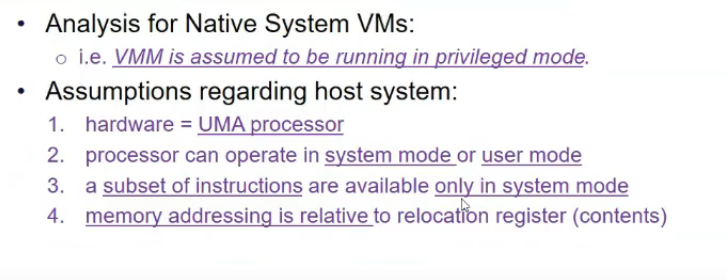 • Analysis for Native System VMs:
o i.e. VMM is assumed to be running in privileged mode.
• Assumptions regarding host system:
1. hardware = UMA processor
2. processor can operate in system mode or user mode
3. a subset of instructions are available only in system mode
4. memory addressing is relative to relocation register (contents)